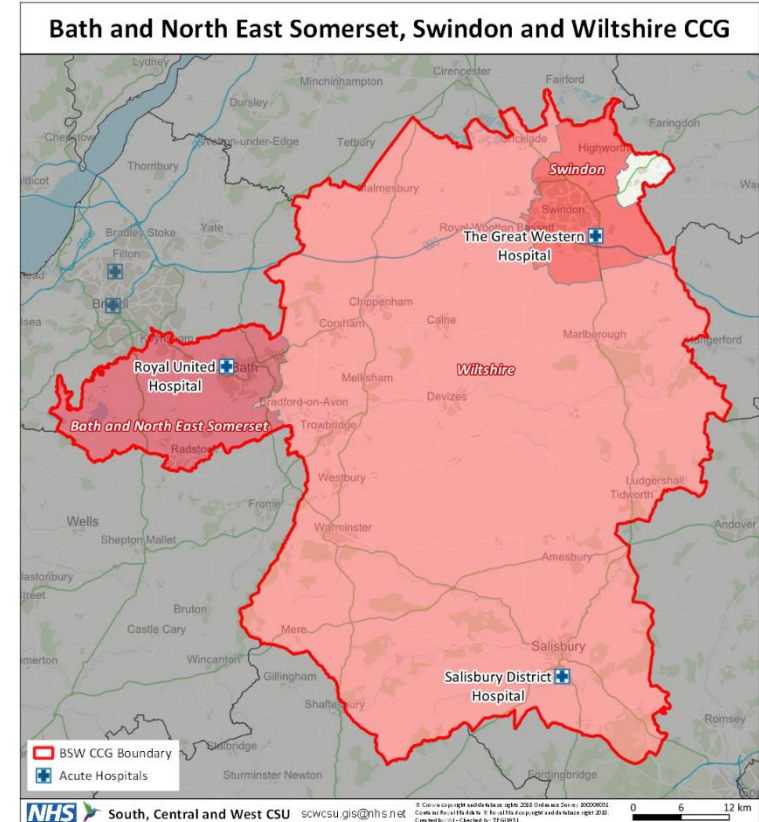 Bath and North East Somerset, Swindon and Wiltshire CCG
Lydney
Cirencester
Fairford
Minchinhampton
Dursley
Faringdon
Chepstow
Wotton-under-Edge
Tetbury
Cricklade
Highworth
Thornbury
Swindon
Malmesbury
Swindon
Bradley Stoke
Yate
Royal Wootton Bassett
Filton
The Great Western
Hospital
Bristol
Chippenham
Calne
Corsham
Marlborough
Hungerford
Keynsham
Royal United
Bath
Hospital
Wiltshire
Melksham
Devizes
Bradford-on-Avon
Trowbridge
Bath and North East Somerset
Radstock
Westbury
Ludgershall
Tidworth
Frome
Wells
Warminster
Andover
Shepton Mallet
Amesbury
Bruton
Castle Cary
Mere
Salisbury
Wincanton
Gillingham
Salisbury District
Hospital
Shaftesbury
Romsey
BSW CCG Boundary
Acute Hospitals
Sturminster Newton
Fordingbridge
NHS South, Central and West CSU scwcsu.gis@nhs.net
0 6 12 km